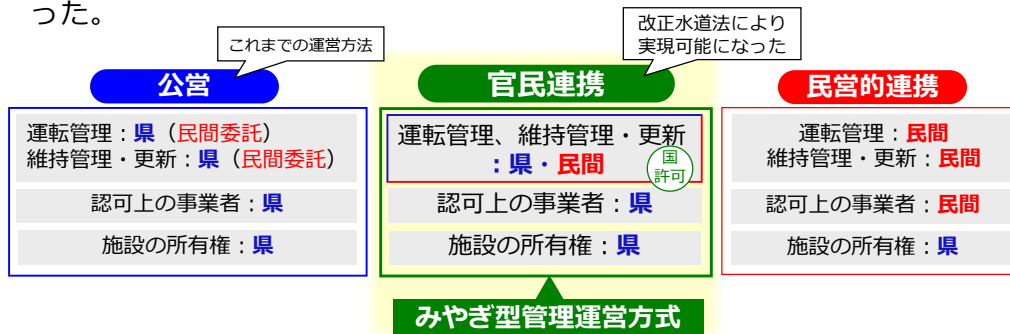 った。
これまでの運営方法
改正水道法により
実現可能になった
公営
運転管理：県（民間委託）
維持管理・更新：県（民間委託）
認可上の事業者：県
施設の所有権：県
官民連携
運転管理、維持管理・更新
：県・民間
国
許可
認可上の事業者：県
施設の所有権：県
民営的連携
運転管理：民間
維持管理・更新：民間
認可上の事業者：民間
施設の所有権：県
みやぎ型管理運営方式